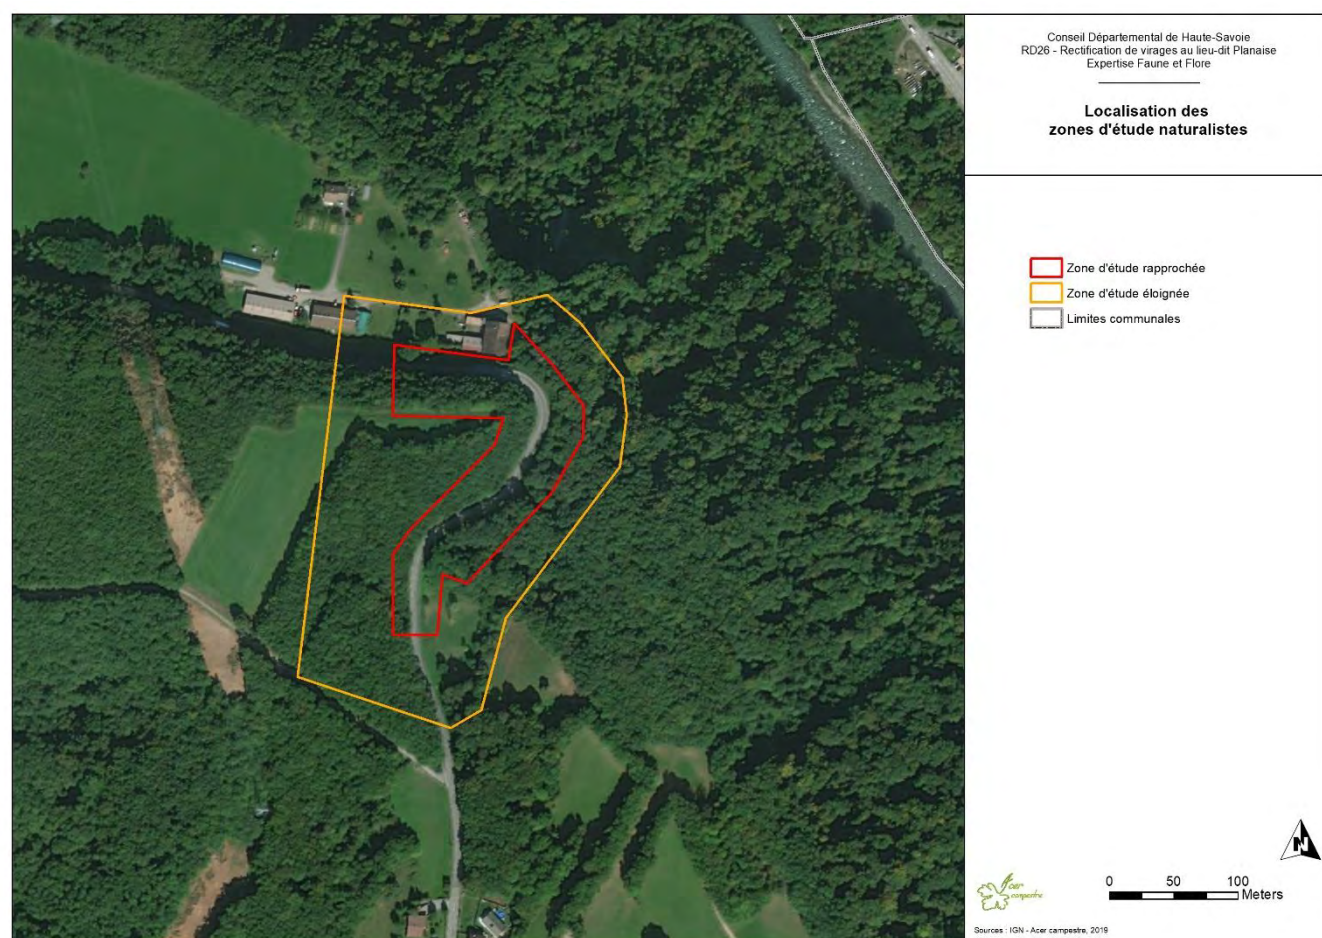 Conseil Départemental de Haute-Savoie
RD26 - Rectification de virages au lieu-dit Planaise
Expertise Faune et Flore
Localisation des
zones d'étude naturalistes
Zone d'étude rapprochée
Zone d'étude éloignée
Limites communales
N
acer
campestre
0 50 100
Meters
Sources : IGN - Acer campestre, 2019